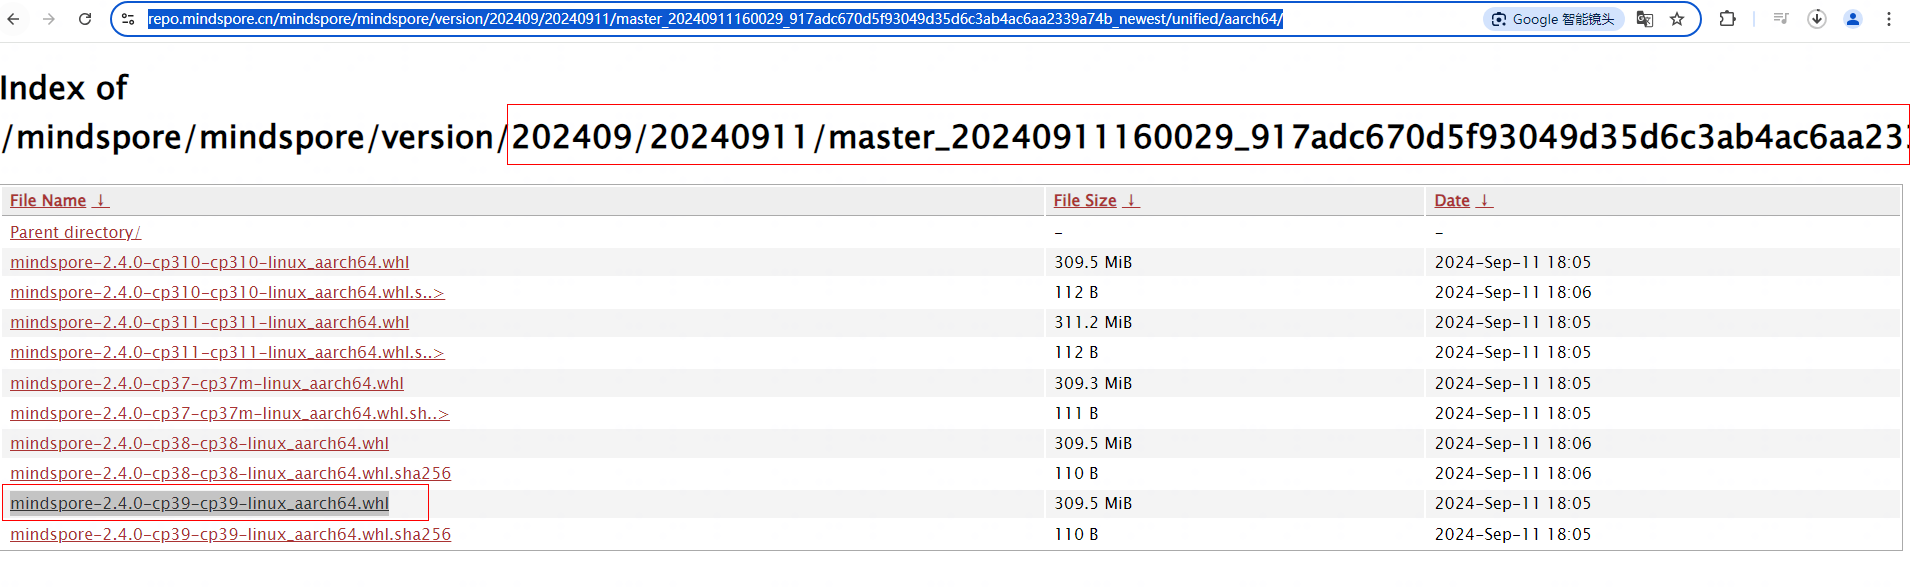 repo.mindspore.cn/mindspore/mindspore/version/202409/20240911/master_20240911160029_917adc670d5f93049d35d6c3ab4ac6aa2339a74b_newest/unified/aarch64/ Google 智能镜头
Index of
/mindspore/mindspore/version/202409/20240911/master_20240911160029_917adc670d5f93049d35d6c3ab4ac6aa233
File Name ↓ File Size ↓ Date ↓
Parent directory/ - -
mindspore-2.4.0-cp310-cp310-linux_aarch64.whl 309.5 MiB 2024-Sep-11 18:05
mindspore-2.4.0-cp310-cp310-linux_aarch64.whl.s..> 112 B 2024-Sep-11 18:06
mindspore-2.4.0-cp311-cp311-linux_aarch64.whl 311.2 MiB 2024-Sep-11 18:05
mindspore-2.4.0-cp311-cp311-linux_aarch64.whl.s..> 112 B 2024-Sep-11 18:05
mindspore-2.4.0-cp37-cp37m-linux_aarch64.whl 309.3 MiB 2024-Sep-11 18:05
mindspore-2.4.0-cp37-cp37m-linux_aarch64.whl.sh..> 111 B 2024-Sep-11 18:05
mindspore-2.4.0-cp38-cp38-linux_aarch64.whl 309.5 MiB 2024-Sep-11 18:06
mindspore-2.4.0-cp38-cp38-linux_aarch64.whl.sha256 110 B 2024-Sep-11 18:06
mindspore-2.4.0-cp39-cp39-linux_aarch64.whl 309.5 MiB 2024-Sep-11 18:05
mindspore-2.4.0-cp39-cp39-linux_aarch64.whl.sha256 110 B 2024-Sep-11 18:05